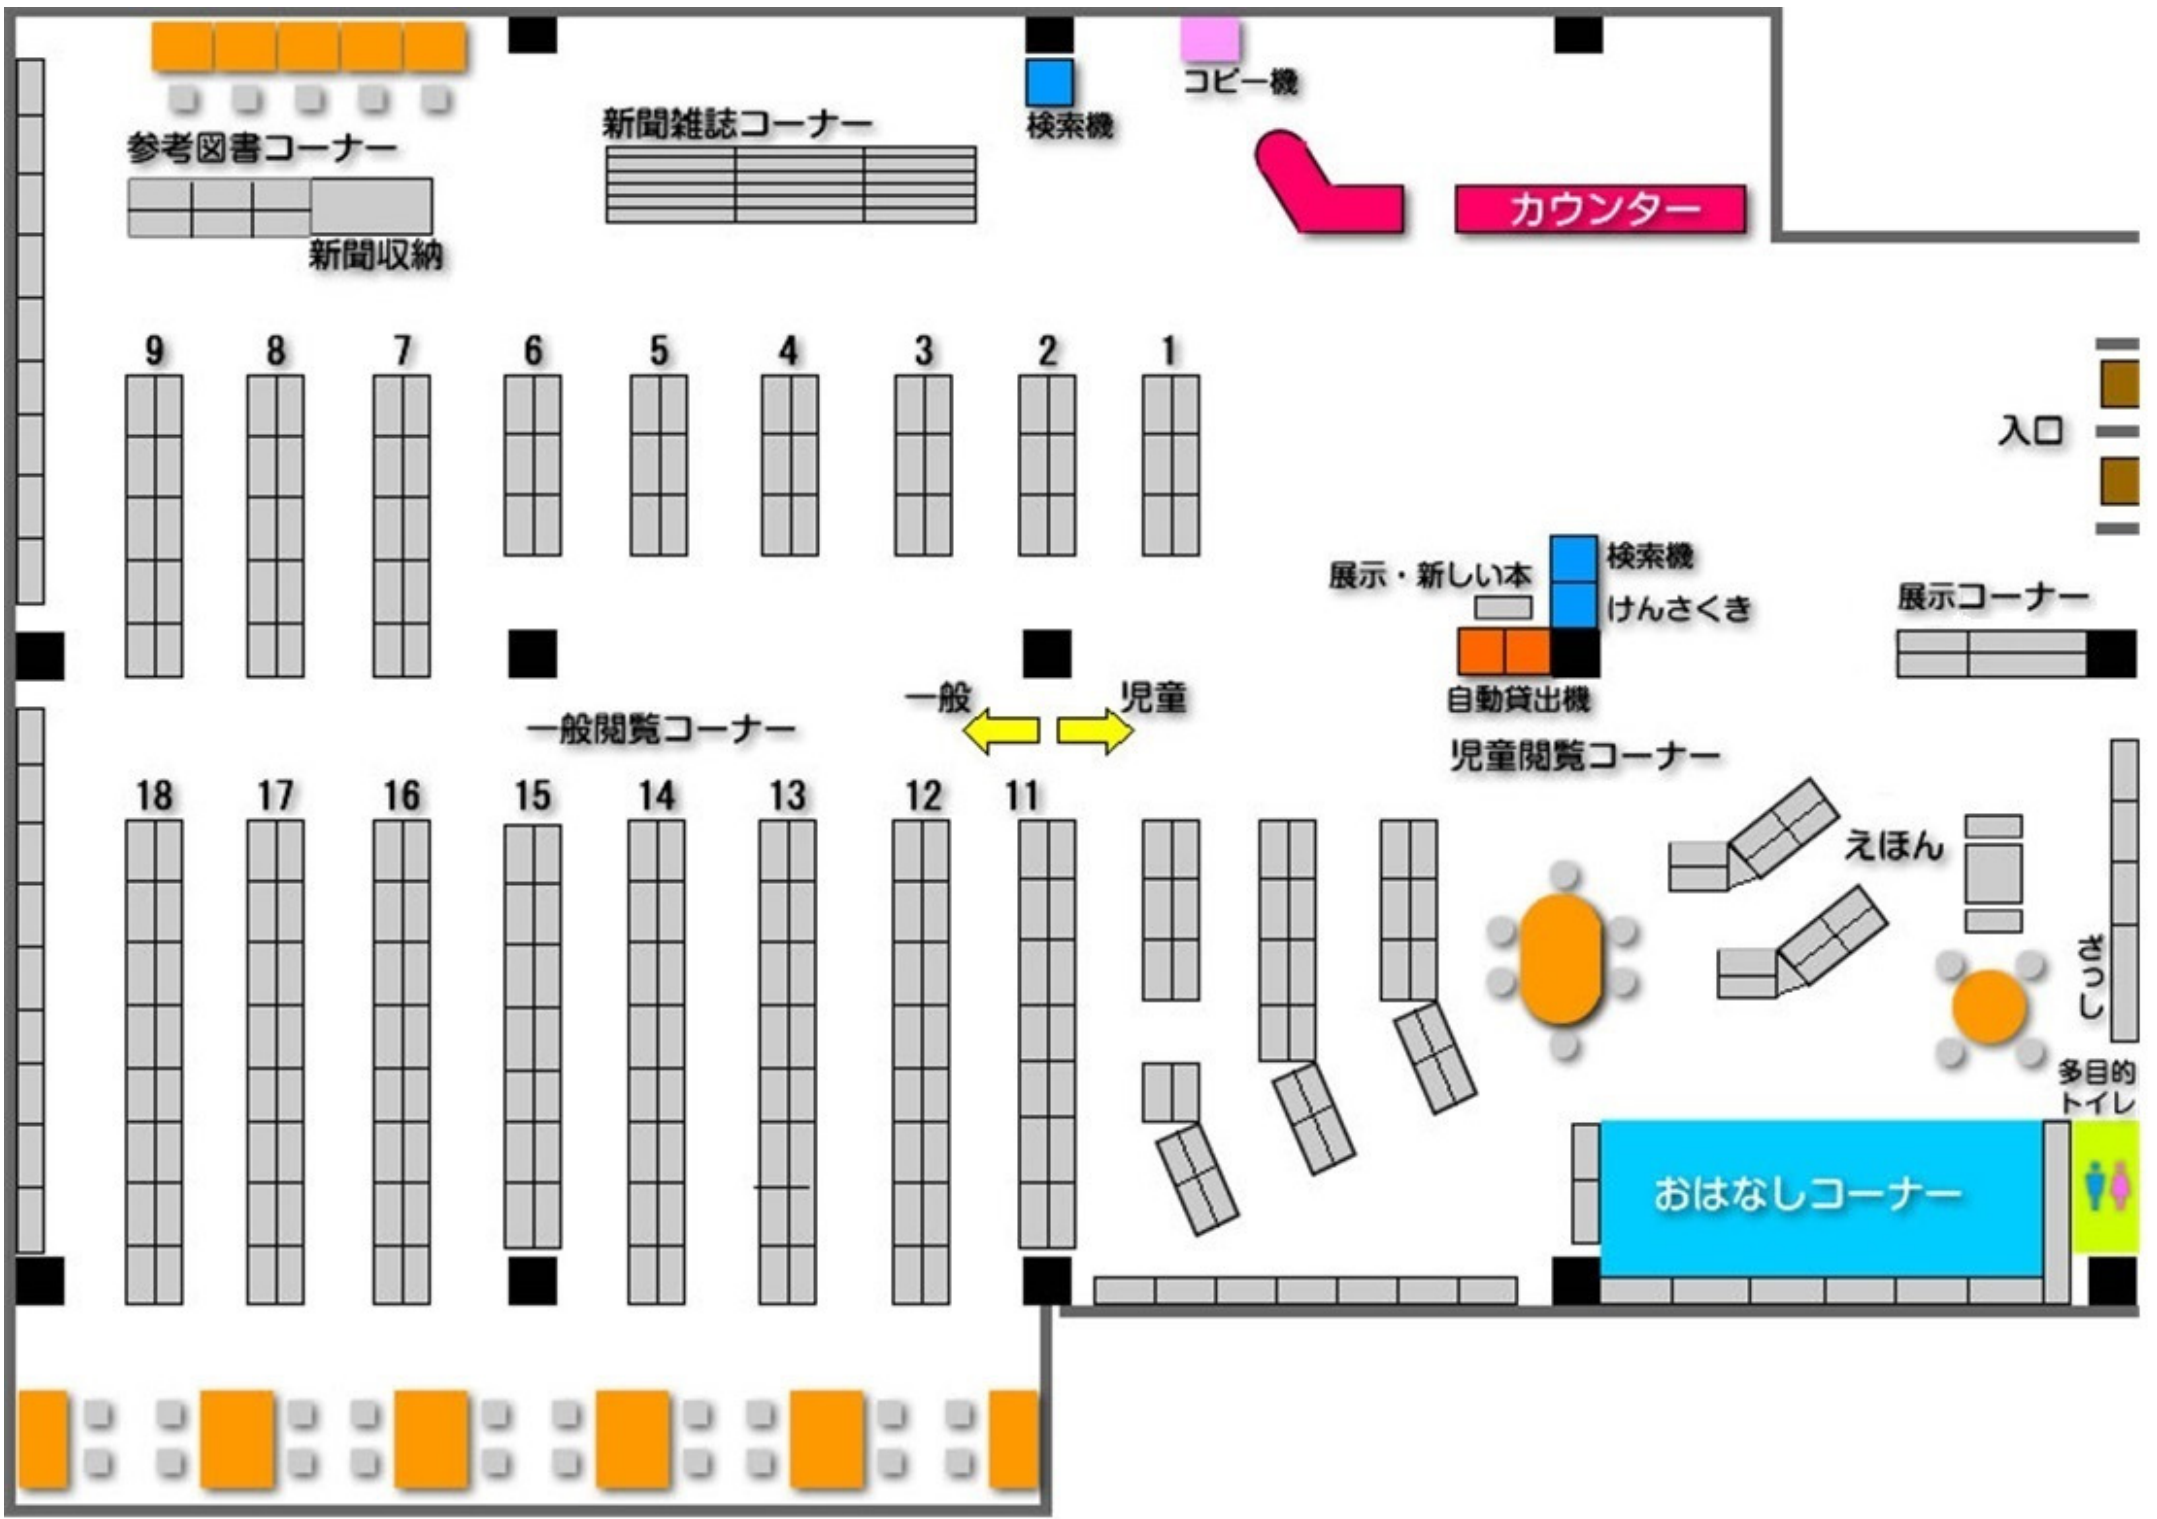 コピー機
検索機
新聞雑誌コーナー
参考図書コーナー
カウンター
新聞収納
9
8
7
6
5
4
3
2
1
入口
検索機
展示・新しい本
けんさくき
展示コーナー
一般
児童
自動貸出機
一般閲覧コーナー
児童閲覧コーナー
18
17
16
15
14
13
12
11
えほん
ざっし
多目的
トイレ
おはなしコーナー